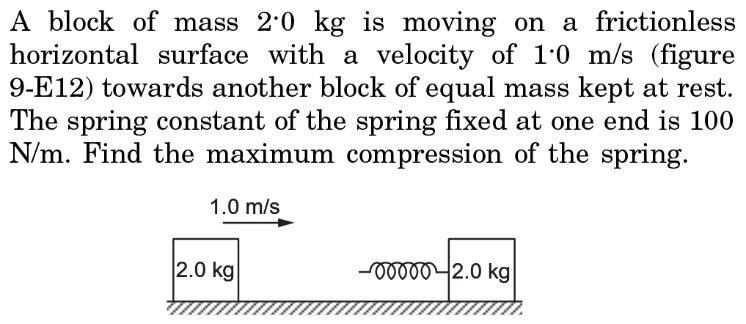 A block of mass 2·0 kg is moving on a frictionless
horizontal surface with a velocity of 1·0 m/s (figure
9-E12) towards another block of equal mass kept at rest.
The spring constant of the spring fixed at one end is 100
N/m. Find the maximum compression of the spring.
1.0 m/s
2.0 kg
2.0 kg